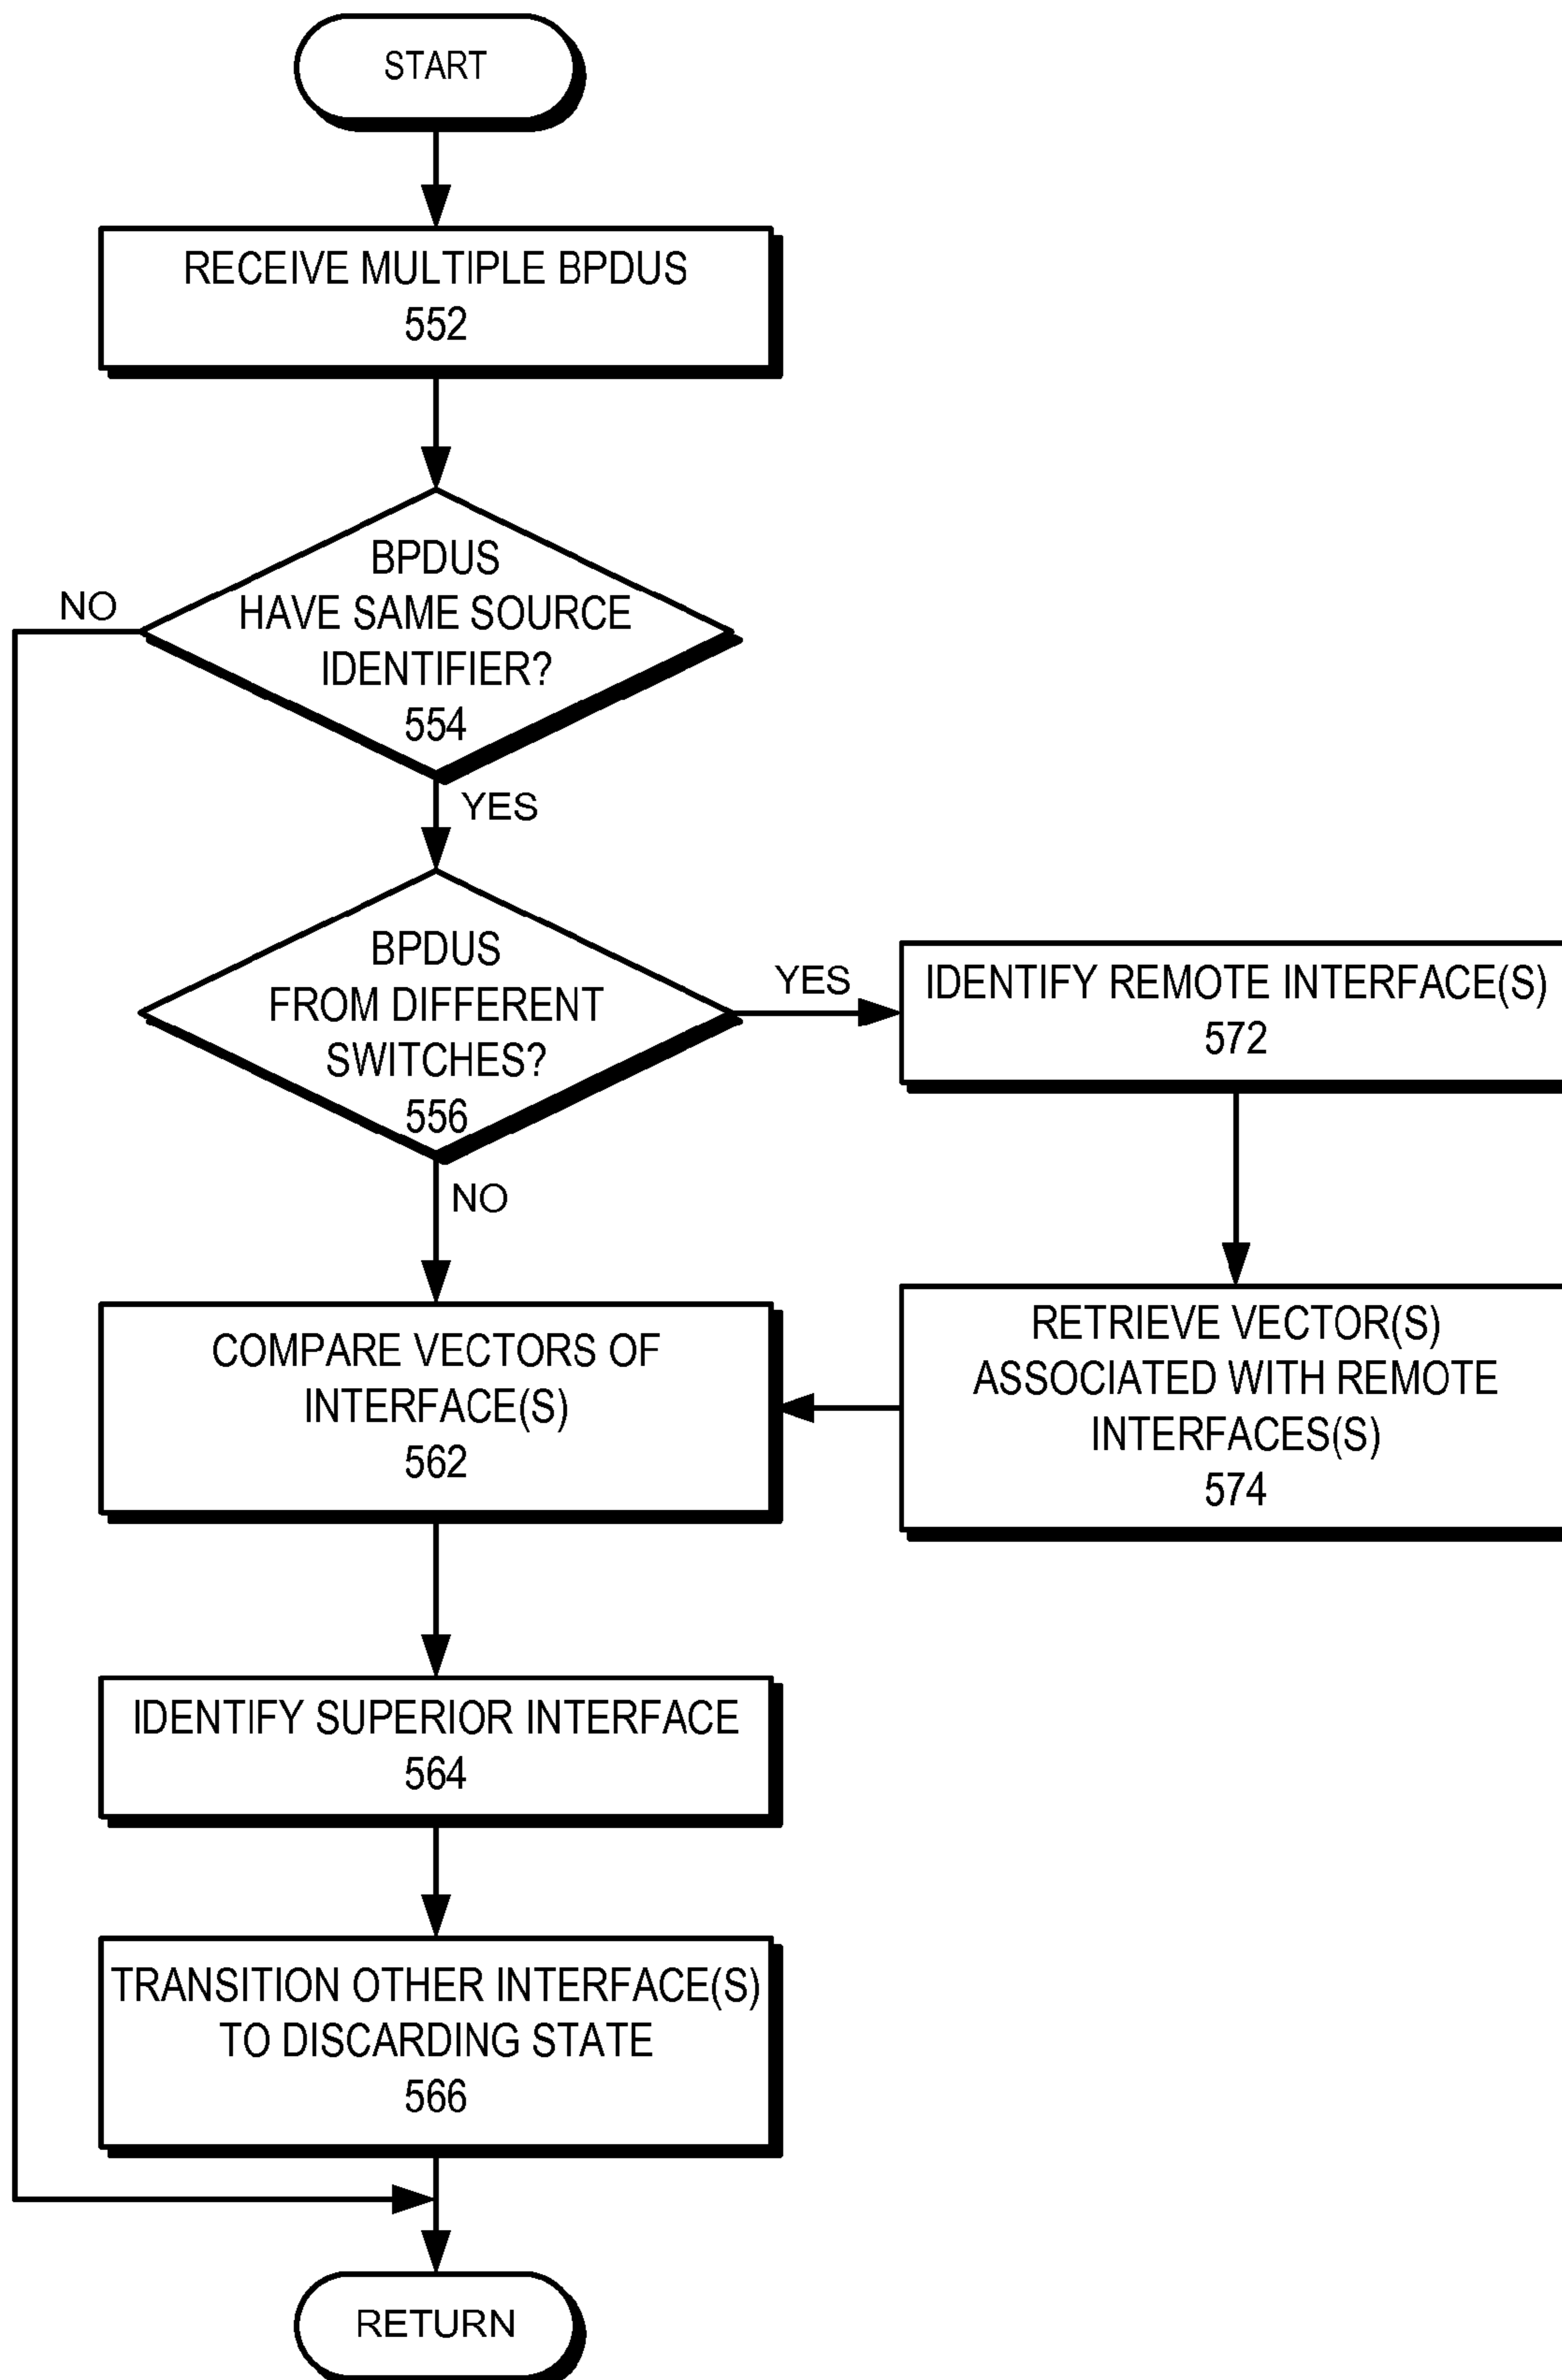 START
RECEIVE MULTIPLE BPDUS
552
BPDUS
HAVE SAME SOURCE
IDENTIFIER?
554
NO
YES
BPDUS
FROM DIFFERENT
SWITCHES?
556
YES
NO
IDENTIFY REMOTE INTERFACE(S)
572
RETRIEVE VECTOR(S)
ASSOCIATED WITH REMOTE
INTERFACES(S)
574
COMPARE VECTORS OF
INTERFACE(S)
562
IDENTIFY SUPERIOR INTERFACE
564
TRANSITION OTHER INTERFACE(S)
TO DISCARDING STATE
566
RETURN